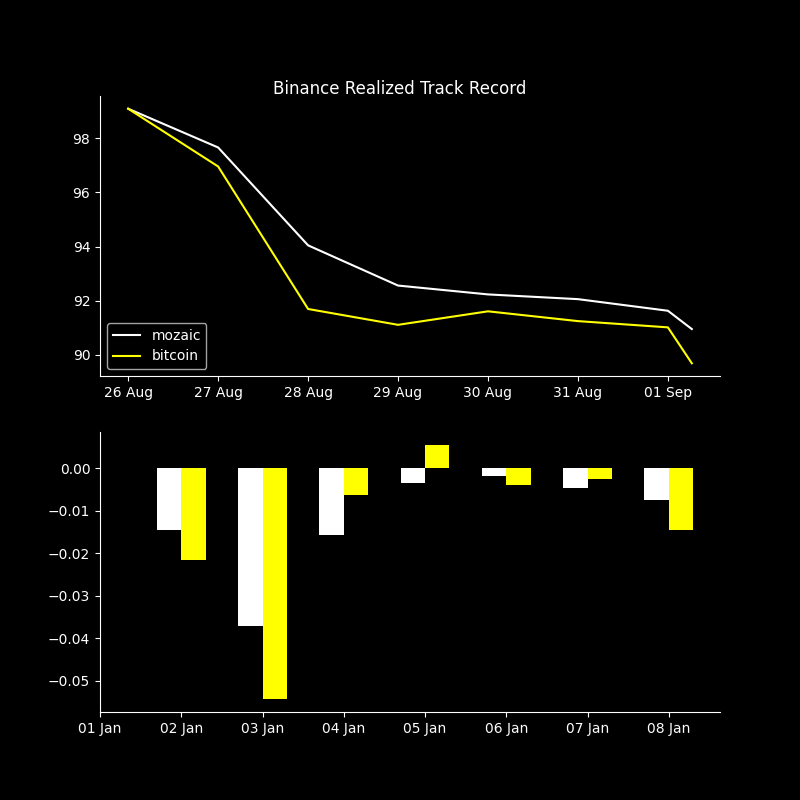 Binance Realized Track Record
98
96
94
92
90
mozaic
bitcoin
26 Aug 27 Aug 28 Aug 29 Aug 30 Aug 31 Aug 01 Sep
0.00
−0.01
−0.02
−0.03
−0.04
−0.05
01 Jan 02 Jan 03 Jan 04 Jan 05 Jan 06 Jan 07 Jan 08 Jan